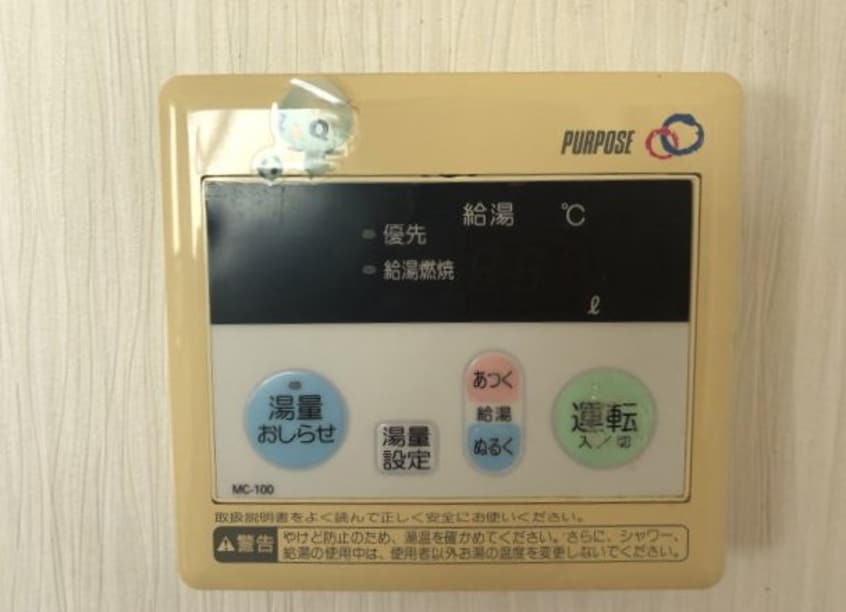 PURPOSE
給湯 ℃
優先
給湯燃焼
ℓ
湯量
おしらせ
湯量
設定
あつく
給湯
ぬるく
運転
入／切
MC-100
取扱説明書をよく読んで正しく安全にお使いください。
警告
やけど防止のため、湯温を確かめてください。さらに、シャワー、
給湯の使用中は、使用者以外お湯の温度を変更しないでください。